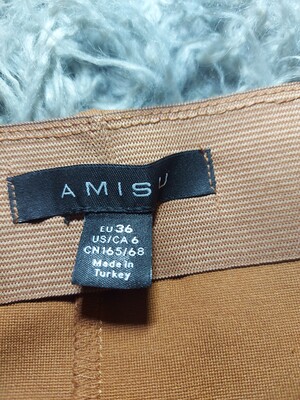 AMISU
EU 36
US/CA 6
CN 165/68
Made in
Turkey